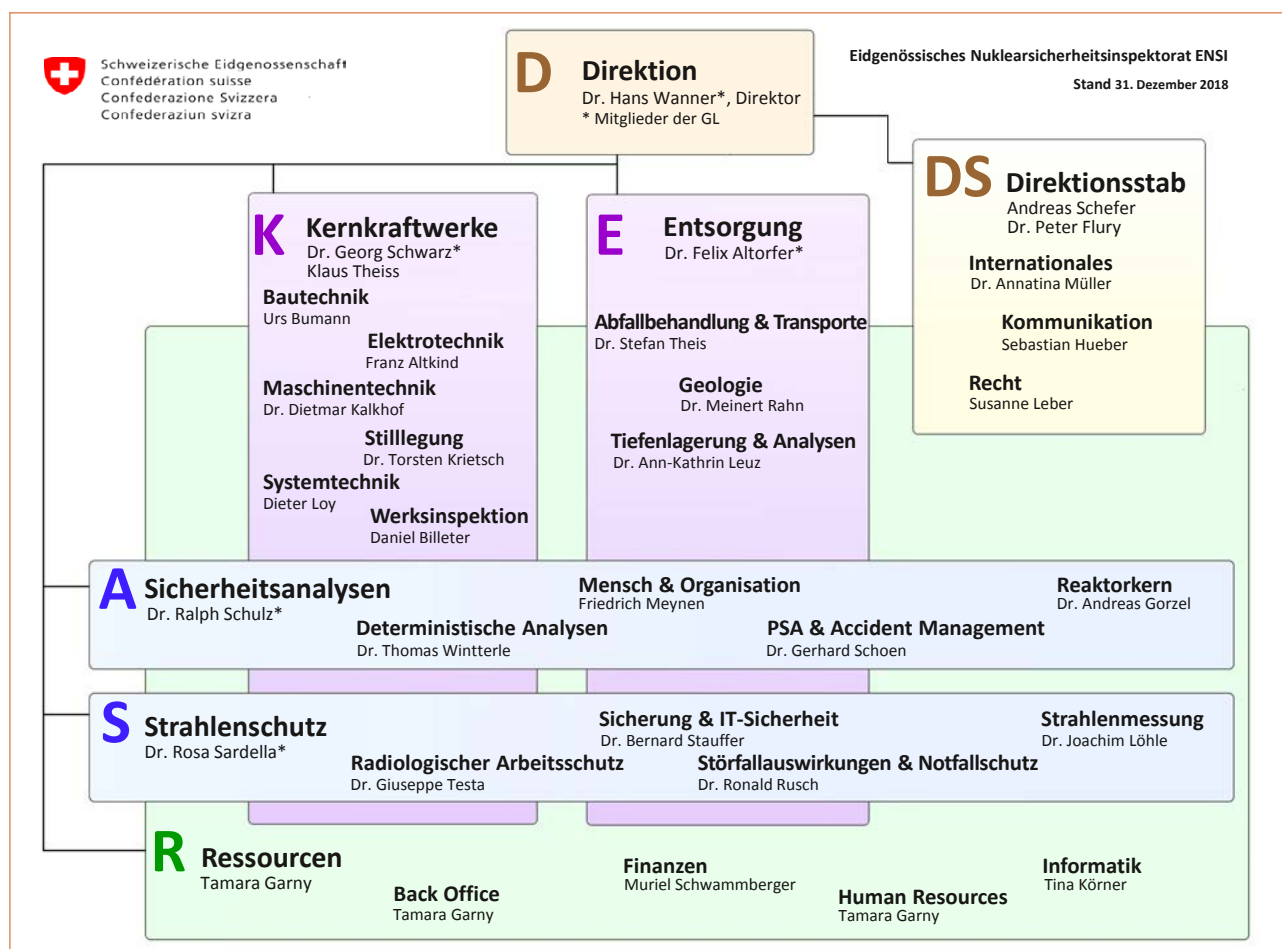 Schweizerische Eidgenossenschaft
Confédération suisse
Confederazione Svizzera
Confederaziun svizra
D Direktion
Dr. Hans Wanner*, Direktor
* Mitglieder der GL
Eidgenössisches Nuklearsicherheitsinspektorat ENSI
Stand 31. Dezember 2018
DS Direktionsstab
Andreas Schefer
Dr. Peter Flury
Internationales
Dr. Annatina Müller
Kommunikation
Sebastian Hueber
Recht
Susanne Leber
K Kernkraftwerke
Dr. Georg Schwarz*
Klaus Theiss
Bautechnik
Urs Bumann
Elektrotechnik
Franz Altkind
Maschinentechnik
Dr. Dietmar Kalkhof
Stilllegung
Dr. Torsten Krietsch
Systemtechnik
Dieter Loy
Werksinspektion
Daniel Billeter
E Entsorgung
Dr. Felix Altorfer*
Abfallbehandlung & Transporte
Dr. Stefan Theis
Geologie
Dr. Meinert Rahn
Tiefenlagerung & Analysen
Dr. Ann-Kathrin Leuz
A Sicherheitsanalysen
Dr. Ralph Schulz*
Deterministische Analysen
Dr. Thomas Wintterle
Mensch & Organisation
Friedrich Meynen
PSA & Accident Management
Dr. Gerhard Schoen
Reaktorkern
Dr. Andreas Gorzel
S Strahlenschutz
Dr. Rosa Sardella*
Radiologischer Arbeitsschutz
Dr. Giuseppe Testa
Sicherung & IT-Sicherheit
Dr. Bernard Stauffer
Störfallauswirkungen & Notfallschutz
Dr. Ronald Rusch
Strahlenmessung
Dr. Joachim Löhle
R Ressourcen
Tamara Garny
Back Office
Tamara Garny
Finanzen
Muriel Schwammberger
Human Resources
Tamara Garny
Informatik
Tina Körner